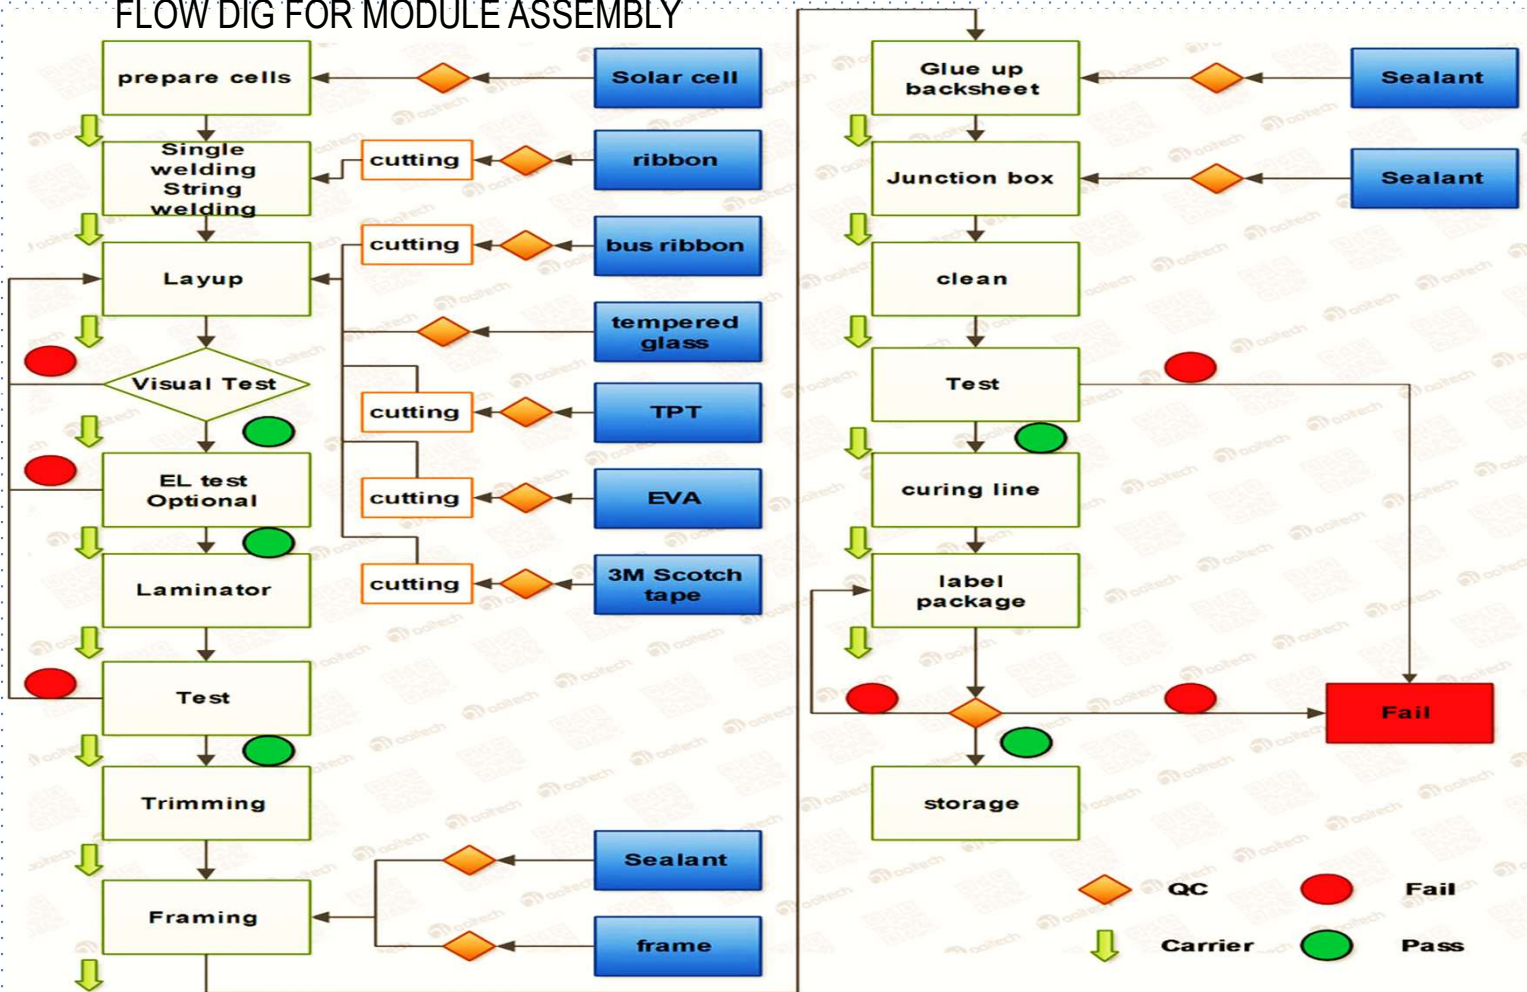 FLOW DIG FOR MODULE ASSEMBLY
prepare cells
Solar cell
Single
welding
String
welding
cutting
ribbon
Layup
cutting
bus ribbon
tempered
glass
Visual Test
cutting
TPT
EL test
Optional
cutting
EVA
Laminator
cutting
3M Scotch
tape
Test
Trimming
Framing
Sealant
frame
Glue up
backsheet
Sealant
Junction box
Sealant
clean
Test
curing line
label
package
Fail
storage
QC
Fail
Carrier
Pass
ooitech